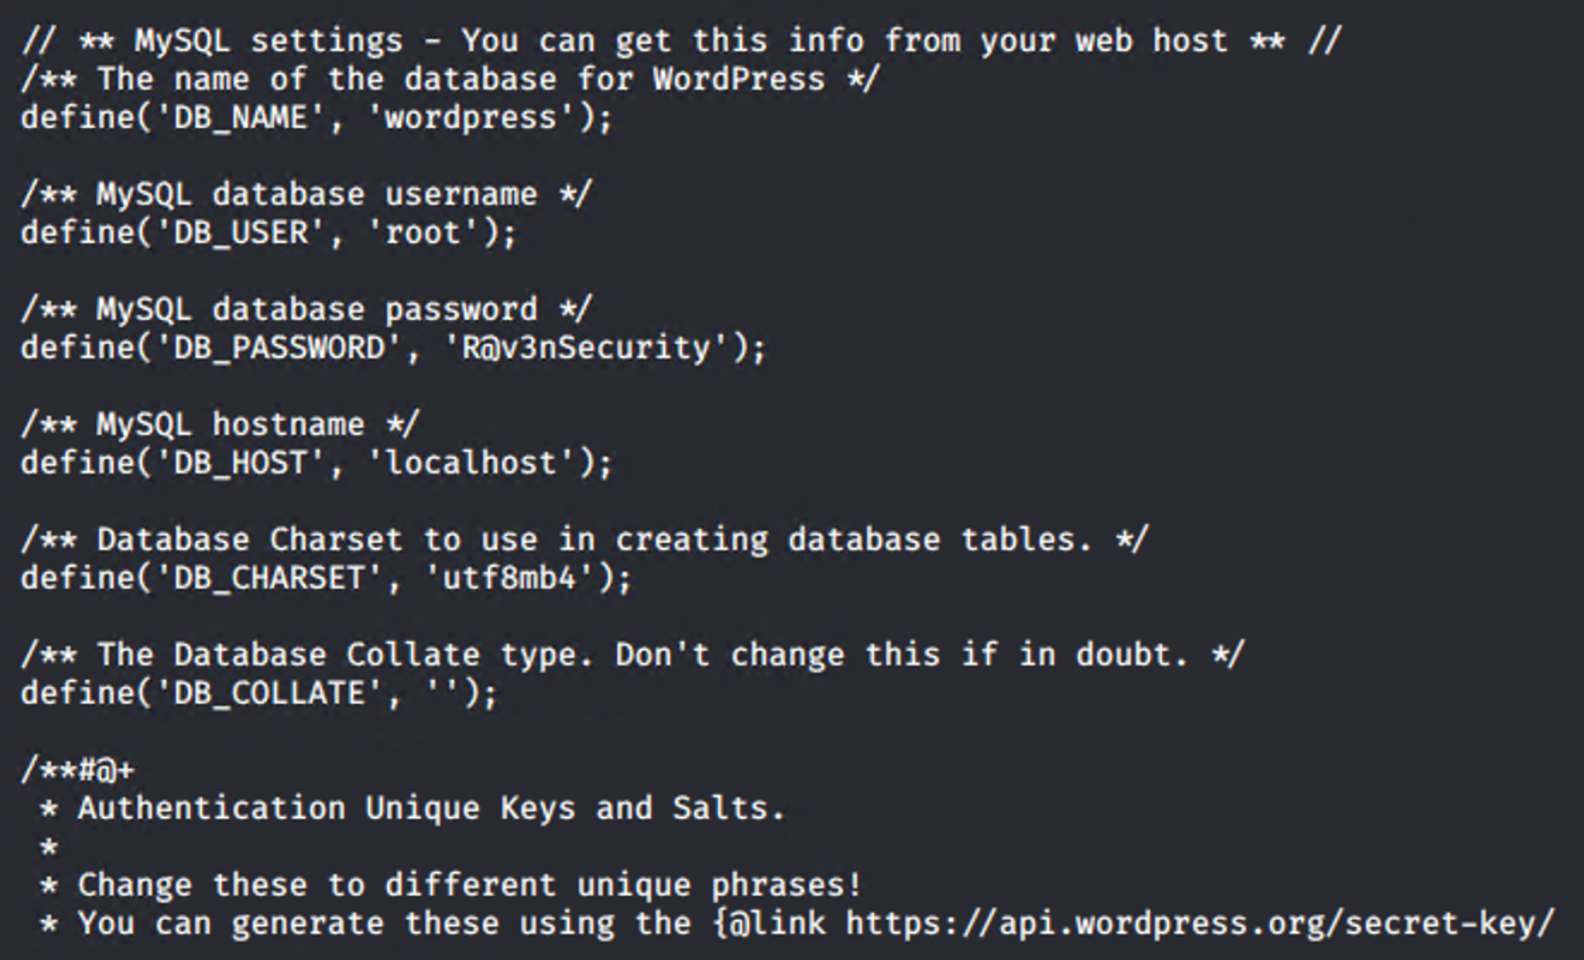 // ** MySQL settings - You can get this info from your web host ** //
/** The name of the database for WordPress */
define('DB_NAME', 'wordpress');

/** MySQL database username */
define('DB_USER', 'root');

/** MySQL database password */
define('DB_PASSWORD', 'R@v3nSecurity');

/** MySQL hostname */
define('DB_HOST', 'localhost');

/** Database Charset to use in creating database tables. */
define('DB_CHARSET', 'utf8mb4');

/** The Database Collate type. Don't change this if in doubt. */
define('DB_COLLATE', '');

/**#@+
 * Authentication Unique Keys and Salts.
 *
 * Change these to different unique phrases!
 * You can generate these using the {@link https://api.wordpress.org/secret-key/